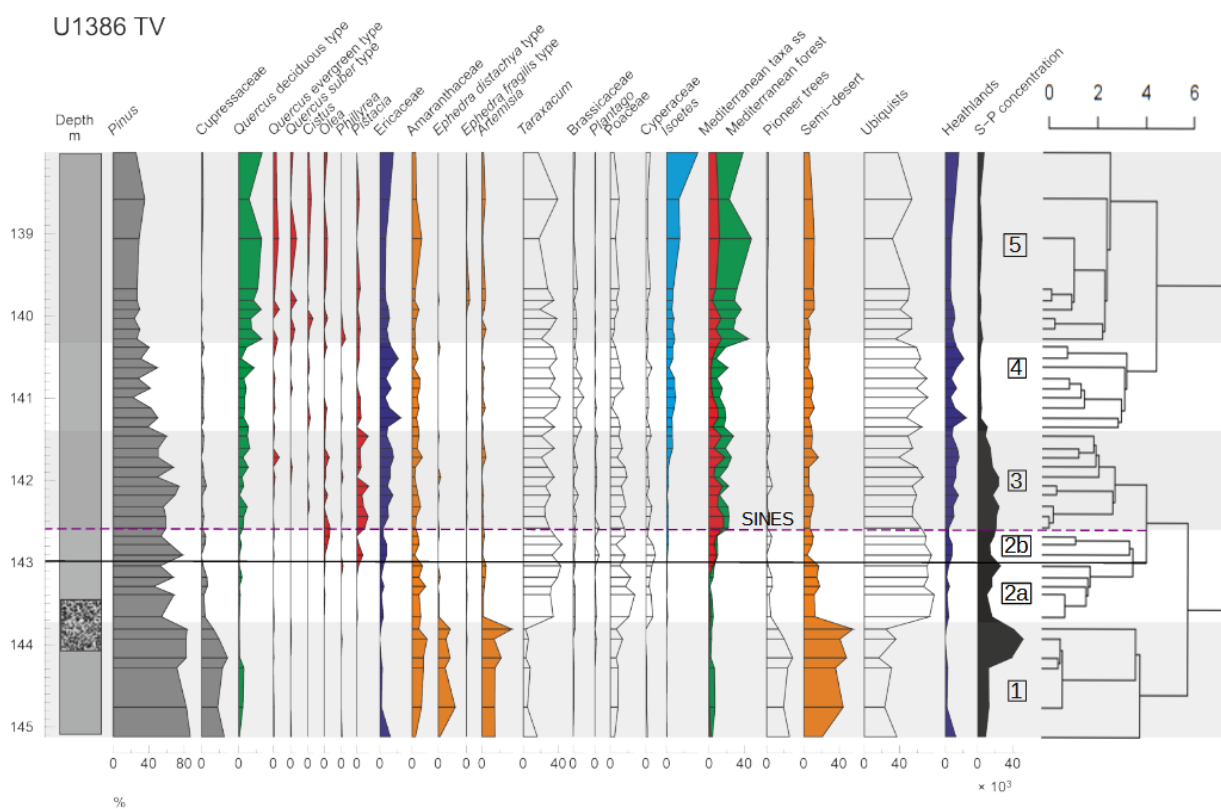 U1386 TV
Depth
m
Pinus
Cupressaceae
Quercus deciduous type
Quercus evergreen type
Quercus suber type
Cistus
Olea
Phillyrea
Pistacia
Ericaceae
Amaranthaceae
Ephedra distachya type
Ephedra fragilis type
Artemisia
Taraxacum
Brassicaceae
Plantago
Poaceae
Cyperaceae
Isoetes
Mediterranean taxa ss
Mediterranean forest
Pioneer trees
Semi-desert
Ubiquists
Heathlands
S-P concentration
0 2 4 6
139
5
140
4
141
142
3
SINES
2b
143
2a
144
1
145
0 40 80 0 0 0 0 0 0 0 0 0 0 0 0 0 0 40 0 0 0 0 0 0 40 0 0 40 0 40 0 0 40
%
× 10³